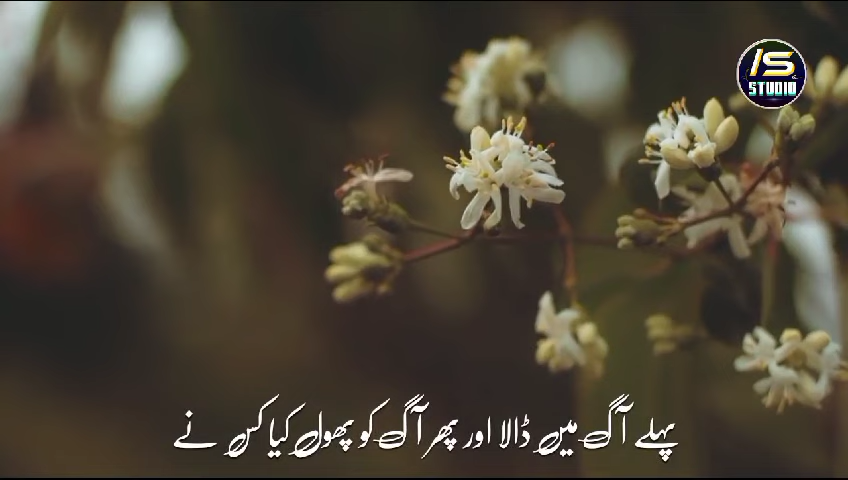 IS
STUDIO
پہلے آگ میں ڈالا اور پھر آگ کو پھول کیا کس نے